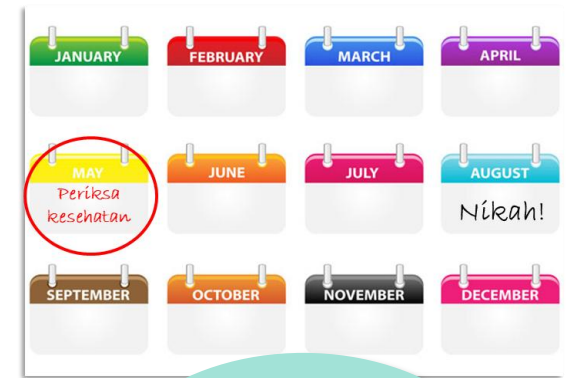 JANUARY
FEBRUARY
MARCH
APRIL
MAY
Periksa
kesehatan
JUNE
JULY
AUGUST
Nikah!
SEPTEMBER
OCTOBER
NOVEMBER
DECEMBER